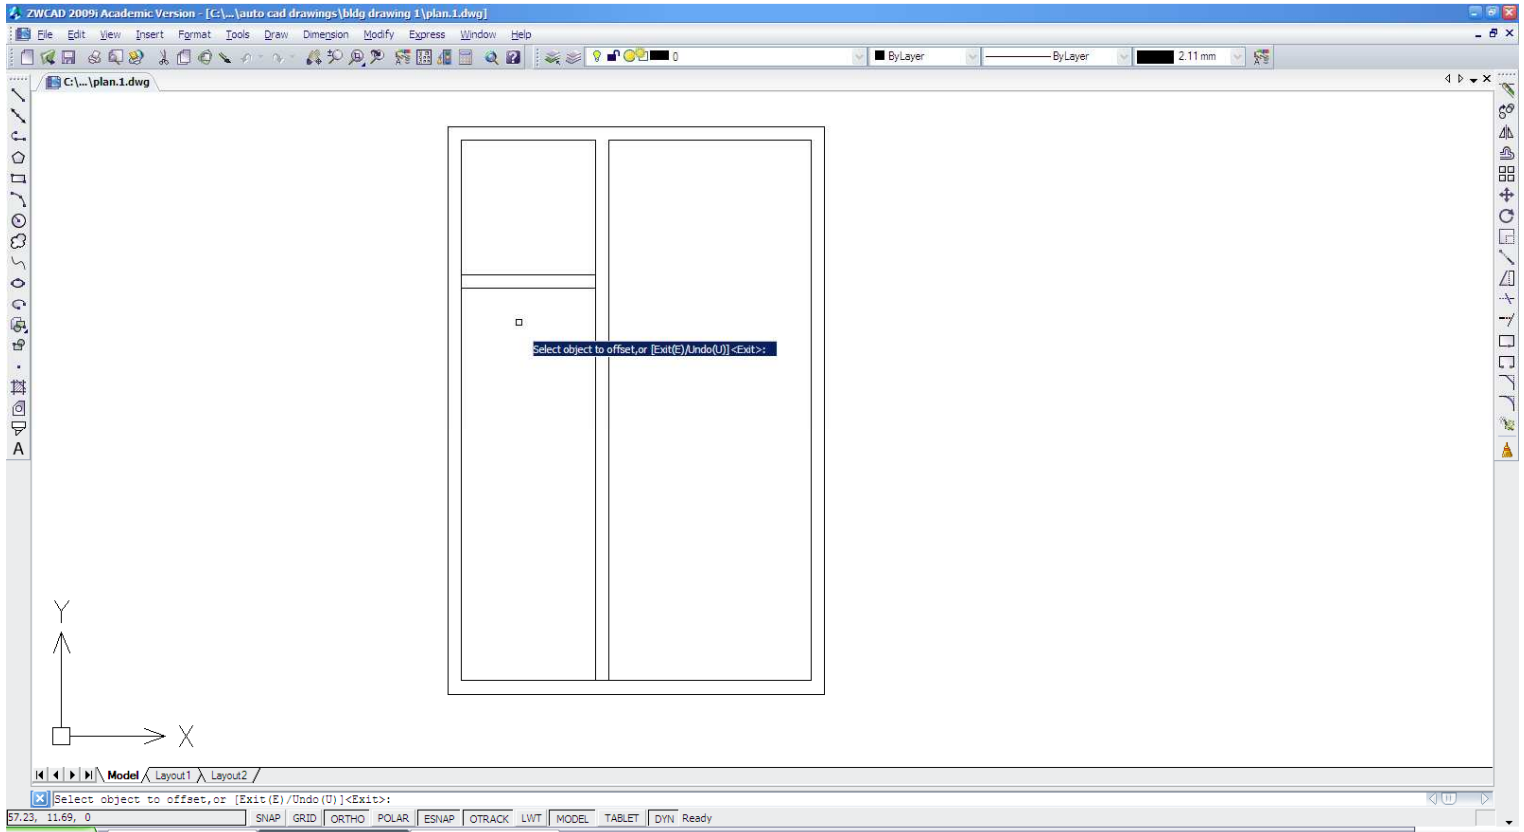 ZWCAD 2009i Academic Version - [C:\...\auto cad drawings\bldg drawing 1\plan.1.dwg]
File Edit View Insert Format Tools Draw Dimension Modify Express Window Help
0 ByLayer ByLayer 2.11 mm
C:\...\plan.1.dwg
A
Select object to offset,or [Exit(E)/Undo(U)]<Exit>:
Y
X
Model Layout1 Layout2
Select object to offset,or [Exit(E)/Undo(U)]<Exit>:
57.23, 11.69, 0 SNAP GRID ORTHO POLAR ESNAP OTRACK LWT MODEL TABLET DYN Ready